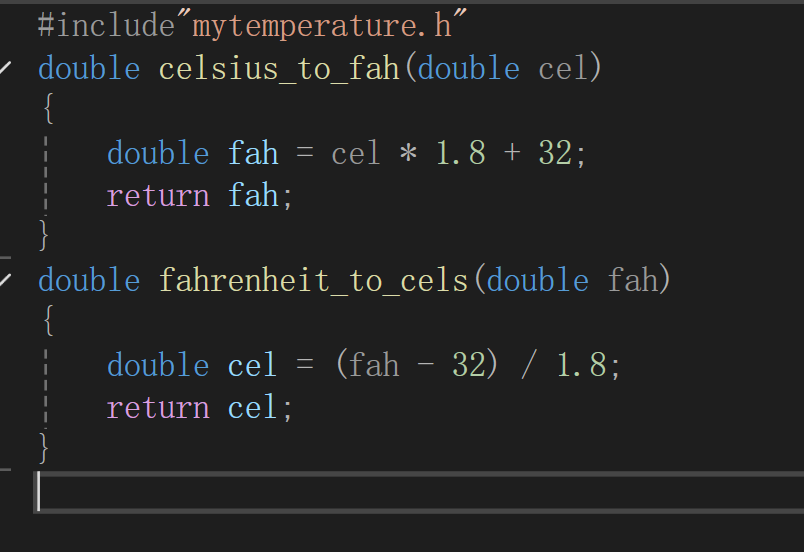 #include"mytemperature.h"
double celsius_to_fah(double cel)
{
    double fah = cel * 1.8 + 32;
    return fah;
}
double fahrenheit_to_cels(double fah)
{
    double cel = (fah - 32) / 1.8;
    return cel;
}